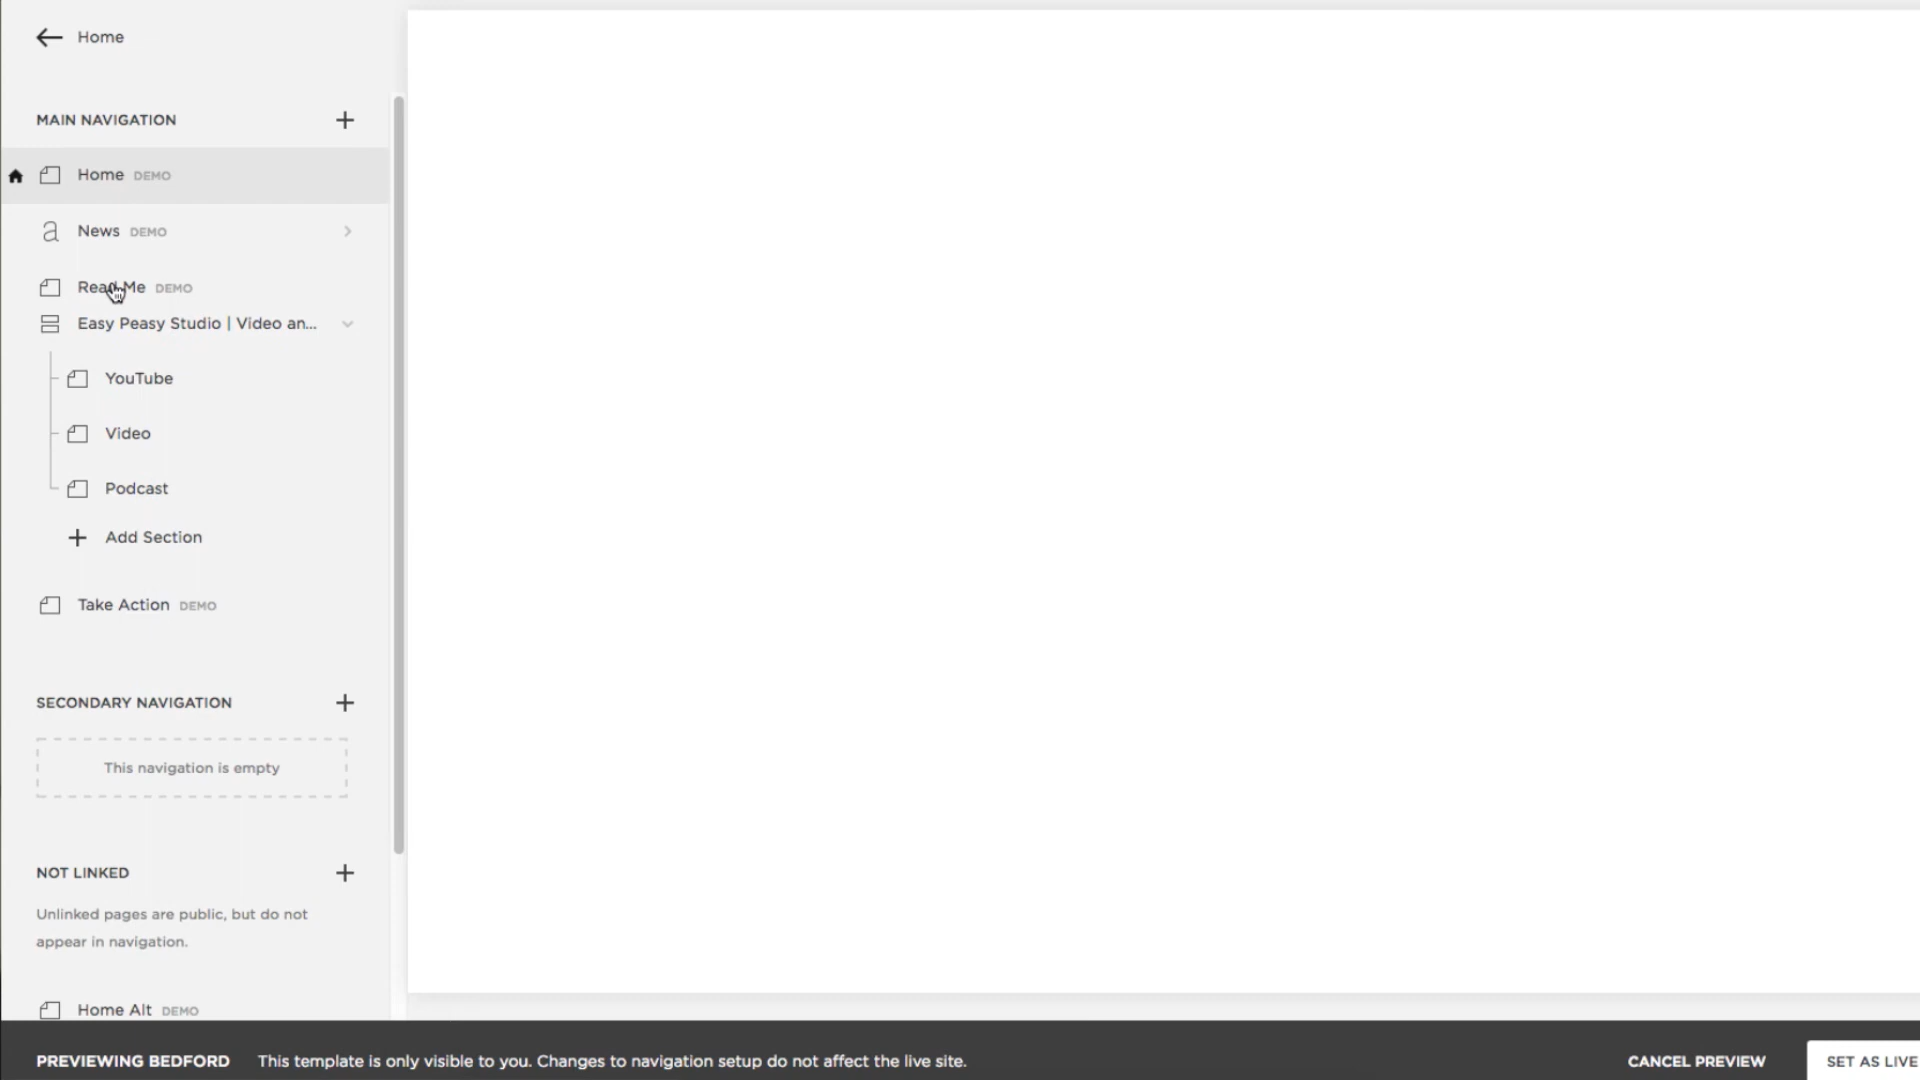 Home
MAIN NAVIGATION
Home DEMO
News DEMO
Read Me DEMO
Easy Peasy Studio | Video an...
YouTube
Video
Podcast
Add Section
Take Action DEMO
SECONDARY NAVIGATION
This navigation is empty
NOT LINKED
Unlinked pages are public, but do not
appear in navigation.
Home Alt DEMO
PREVIEWING BEDFORD This template is only visible to you. Changes to navigation setup do not affect the live site. CANCEL PREVIEW SET AS LIVE